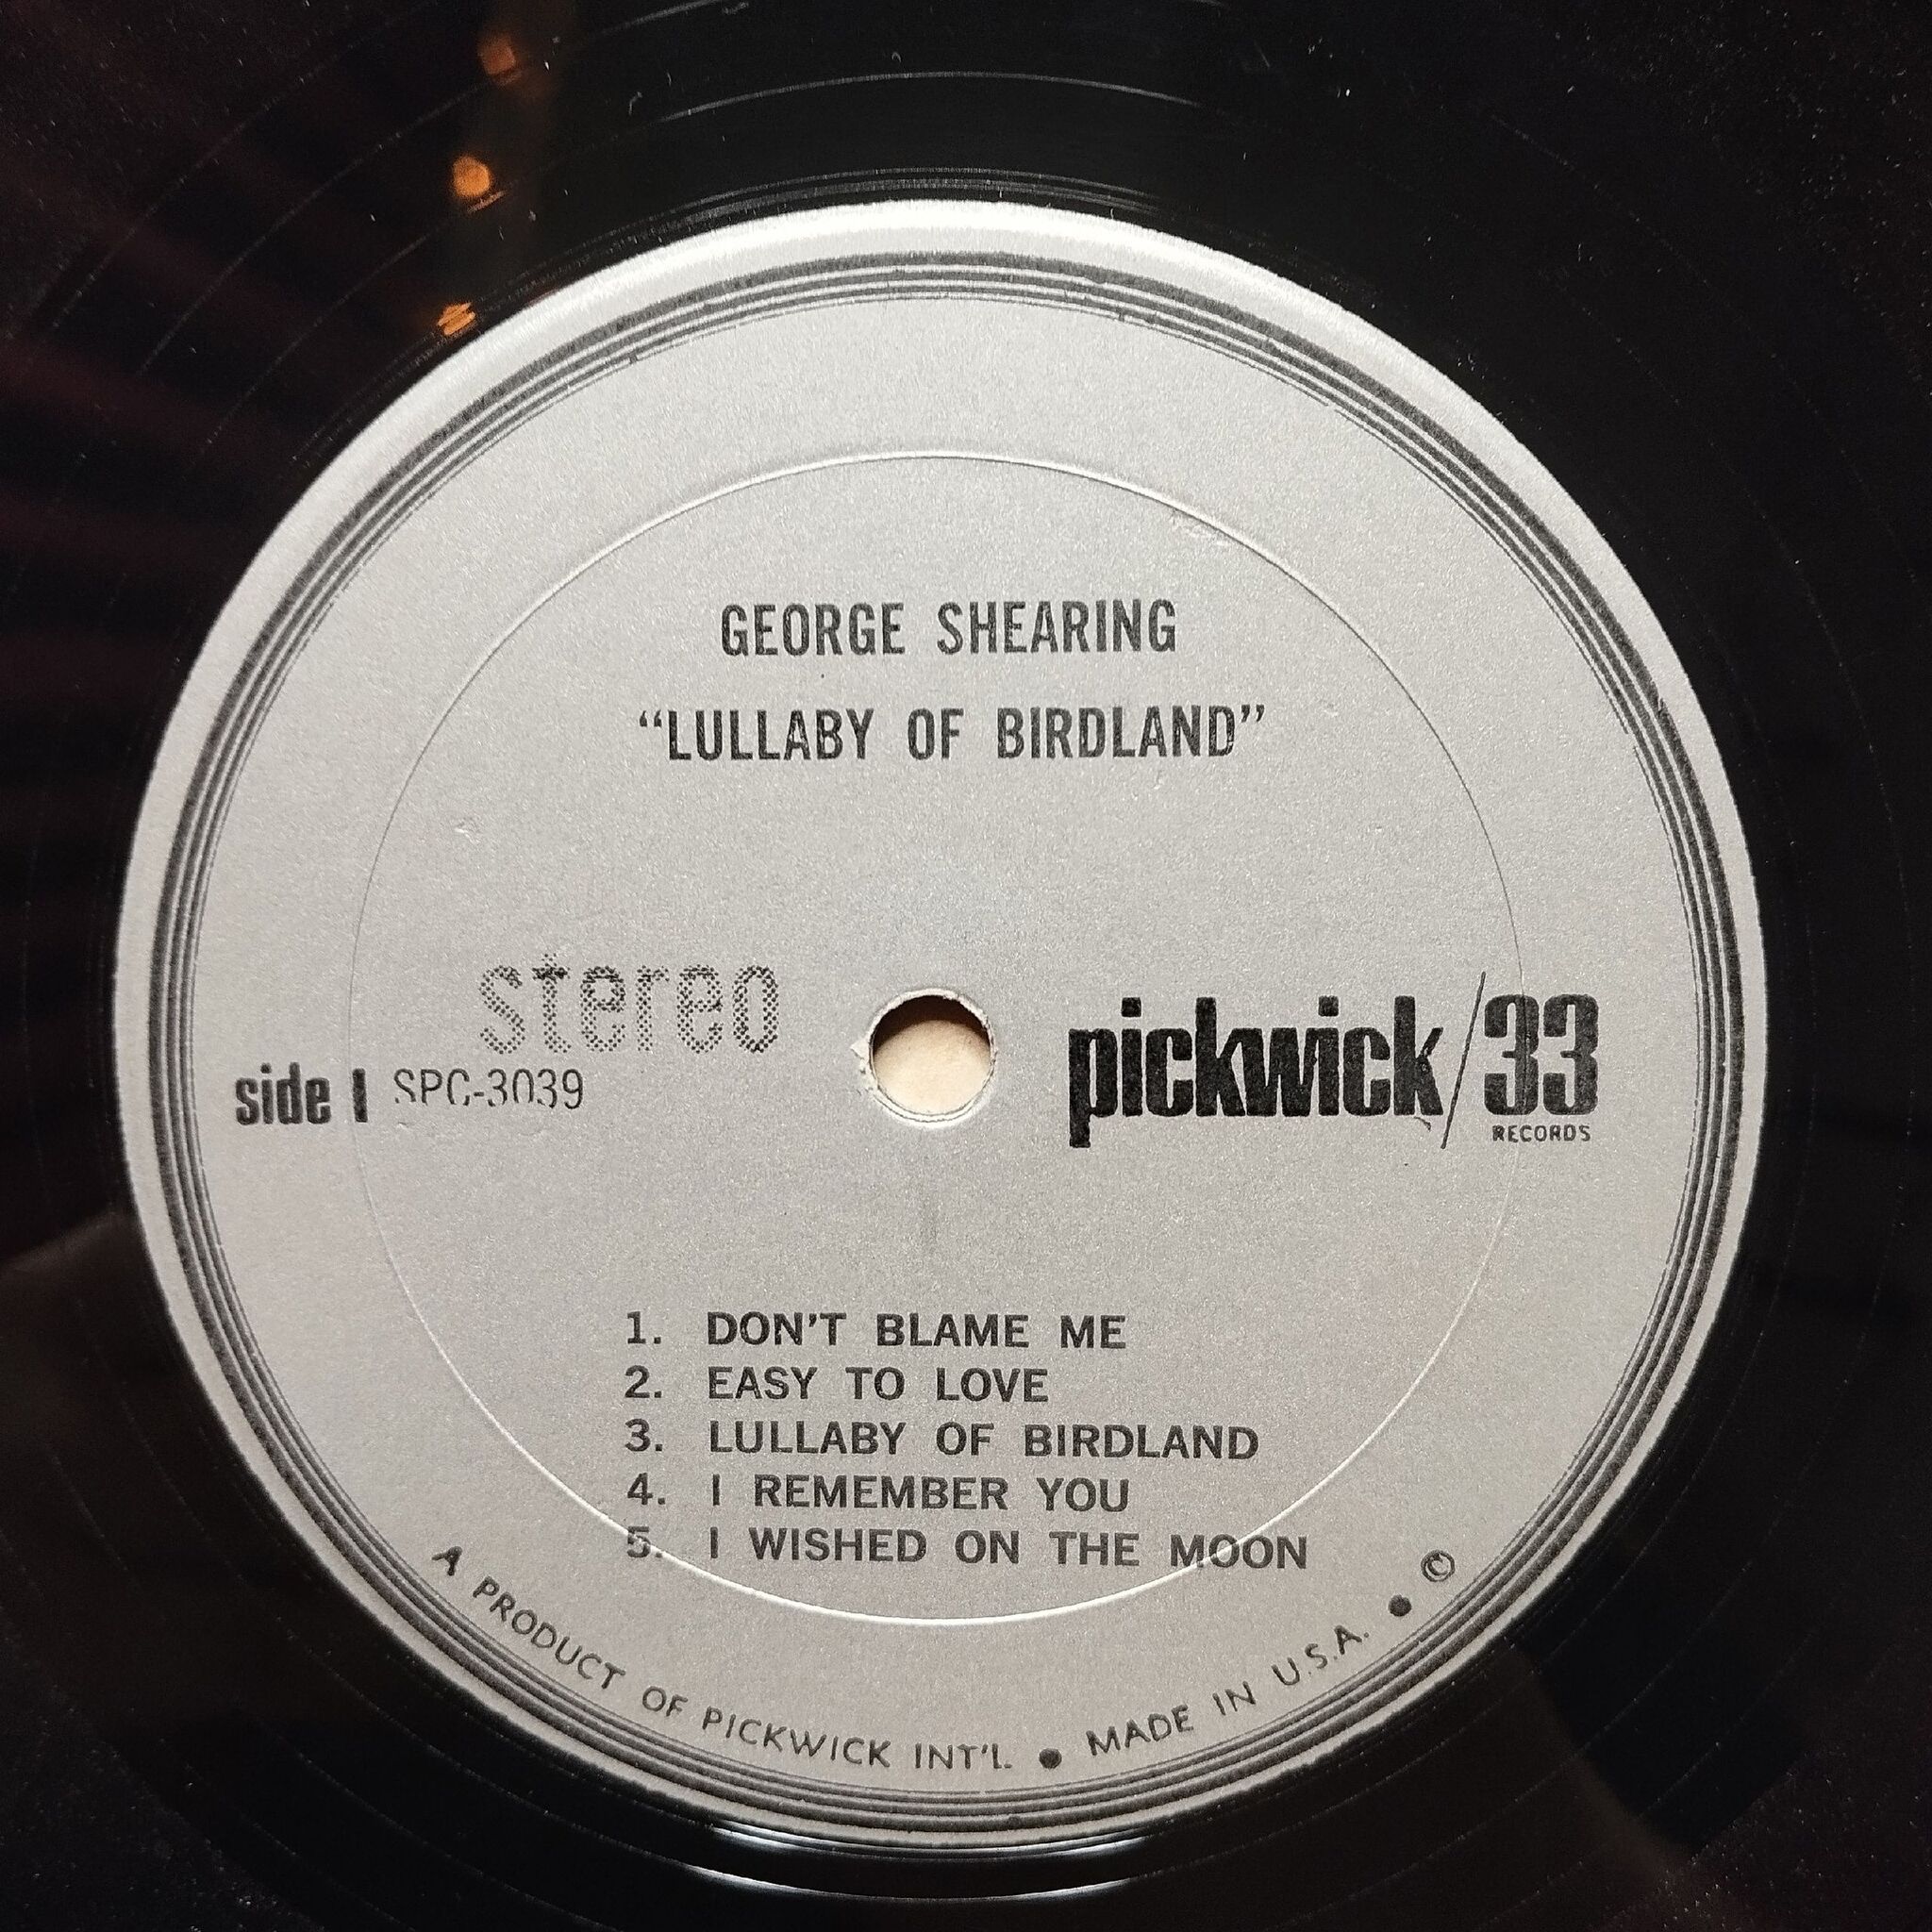 GEORGE SHEARING
“LULLABY OF BIRDLAND”
stereo
side 1 SPC-3039
pickwick/33
RECORDS
1. DON'T BLAME ME
2. EASY TO LOVE
3. LULLABY OF BIRDLAND
4. I REMEMBER YOU
5. I WISHED ON THE MOON
A PRODUCT OF PICKWICK INT'L. ● MADE IN U.S.A. ● ©